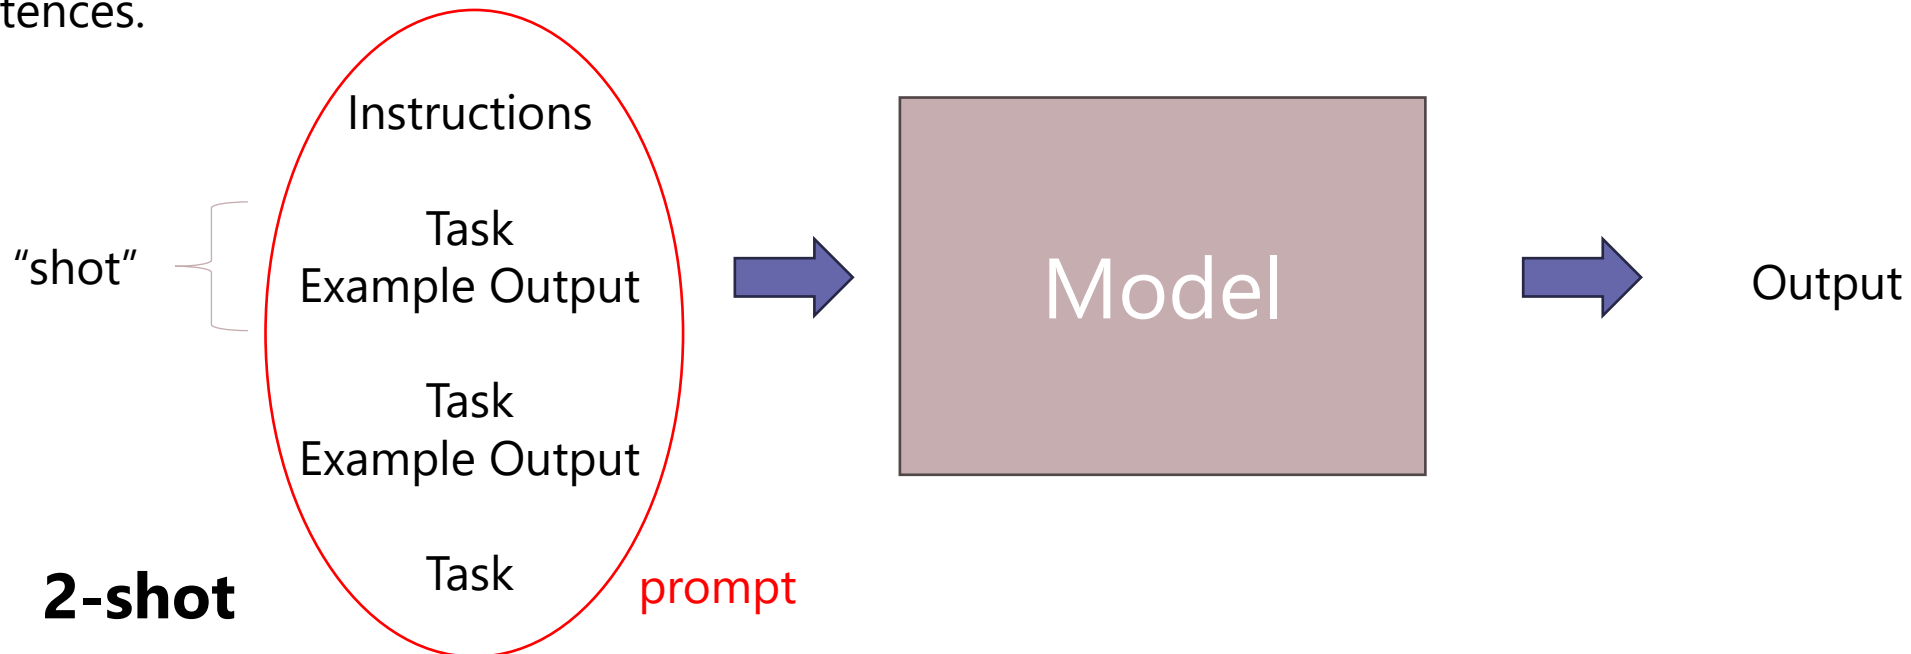 tences.
Instructions
Task
Example Output
“shot”
Task
Example Output
Task
2-shot
prompt
Model
Output